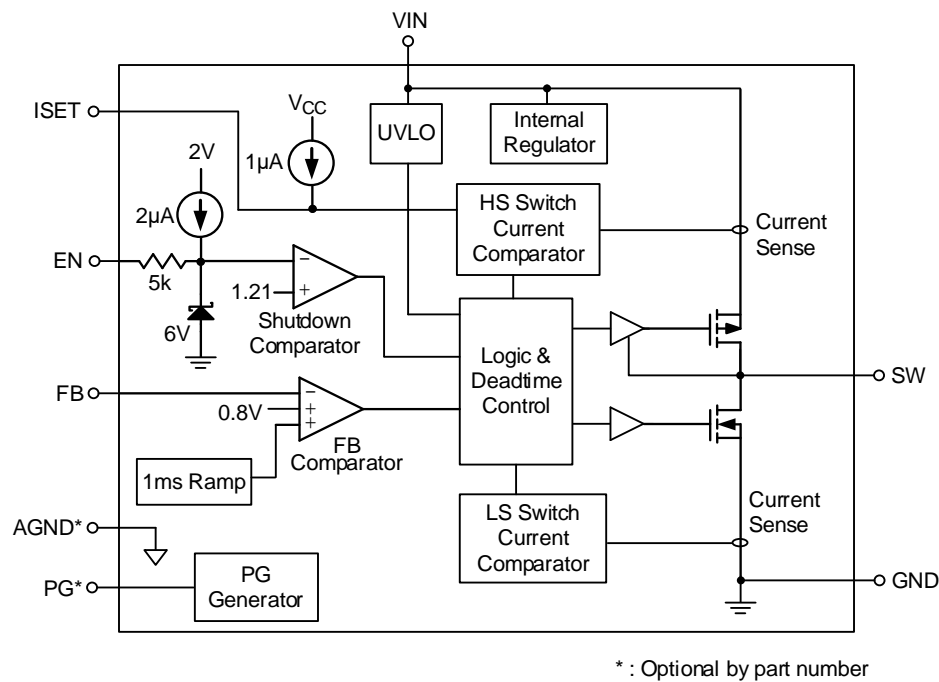 VIN
ISET
VCC
1µA
UVLO
Internal
Regulator
2V
2µA
HS Switch
Current
Comparator
Current
Sense
EN
5k
1.21
6V
Shutdown
Comparator
Logic &
Deadtime
Control
SW
FB
0.8V
FB
Comparator
1ms Ramp
LS Switch
Current
Comparator
Current
Sense
AGND*
PG*
PG
Generator
GND
* : Optional by part number